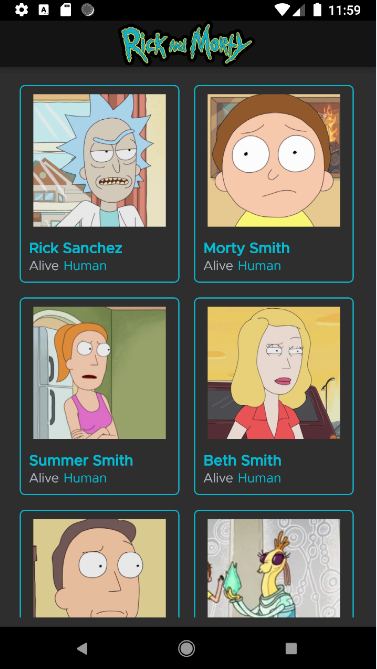 A
11:59
Rick and Morty
Rick Sanchez
Morty Smith
Alive Human
Alive Human
Summer Smith
Beth Smith
Alive Human
Alive Human